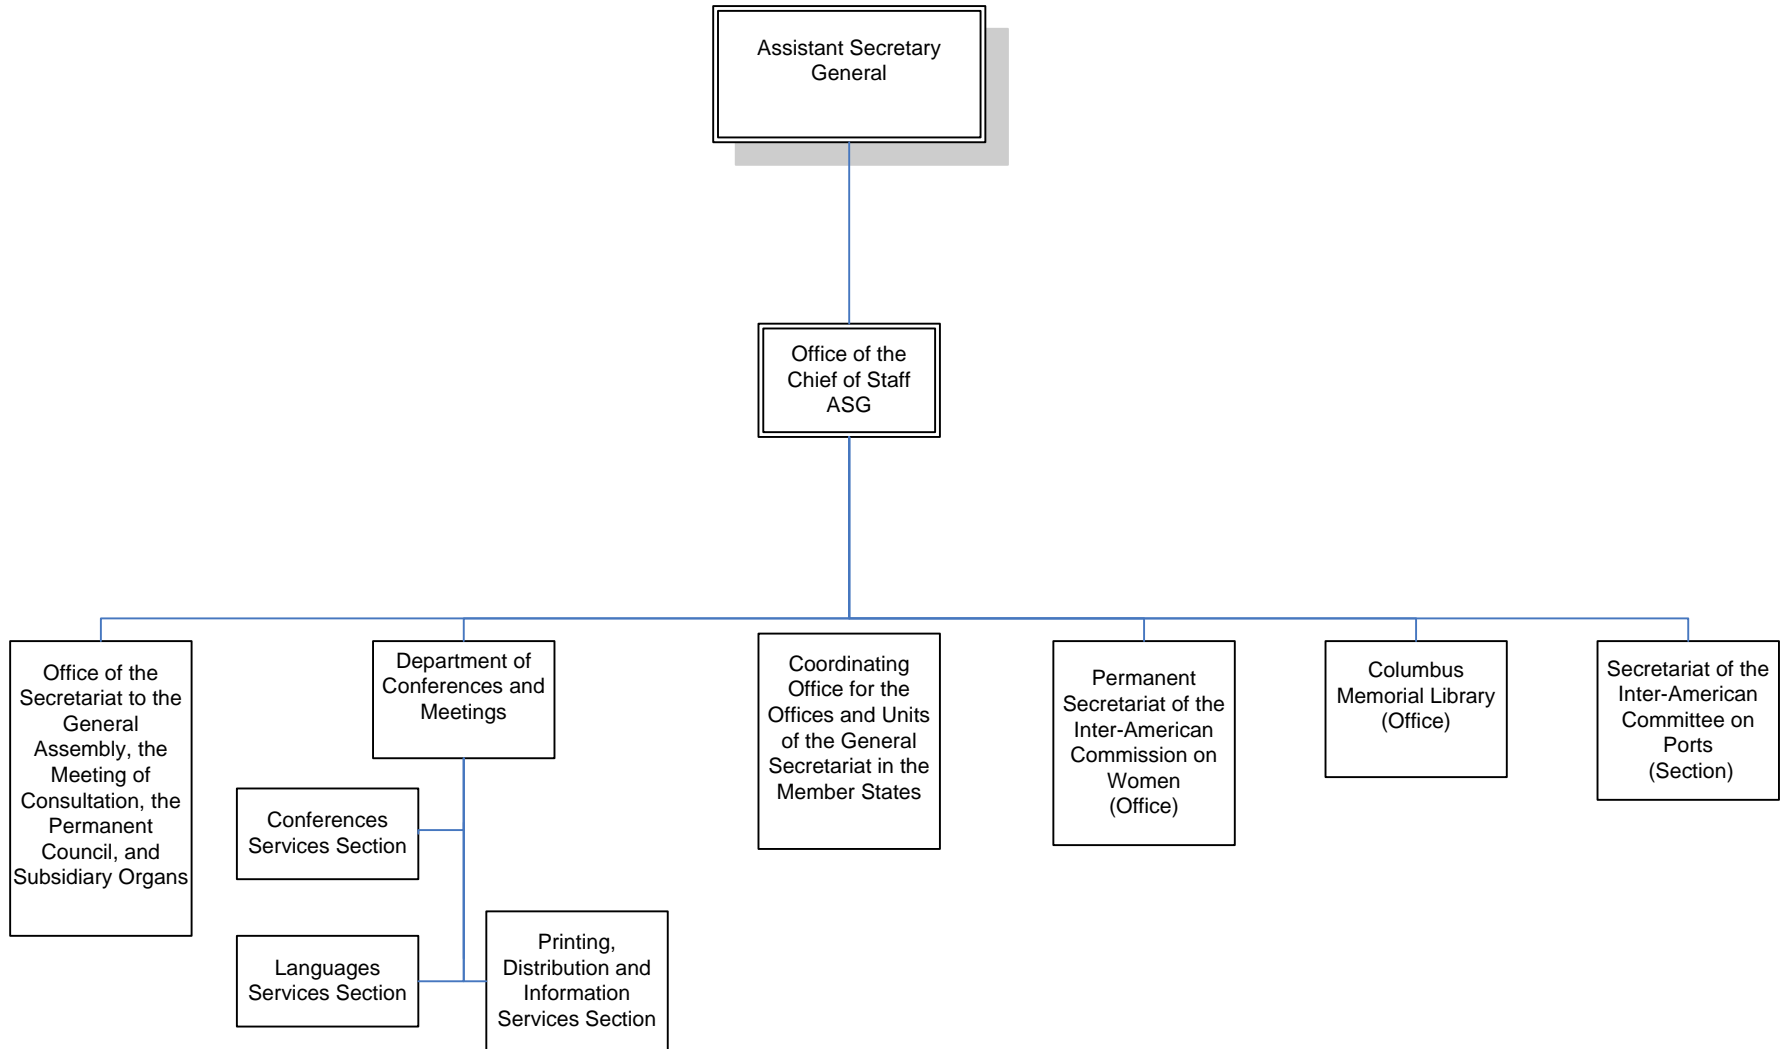 Assistant Secretary
General
Office of the
Chief of Staff
ASG
Office of the
Secretariat to the
General
Assembly, the
Meeting of
Consultation, the
Permanent
Council, and
Subsidiary Organs
Department of
Conferences and
Meetings
Conferences
Services Section
Languages
Services Section
Printing,
Distribution and
Information
Services Section
Coordinating
Office for the
Offices and Units
of the General
Secretariat in the
Member States
Permanent
Secretariat of the
Inter-American
Commission on
Women
(Office)
Columbus
Memorial Library
(Office)
Secretariat of the
Inter-American
Committee on
Ports
(Section)